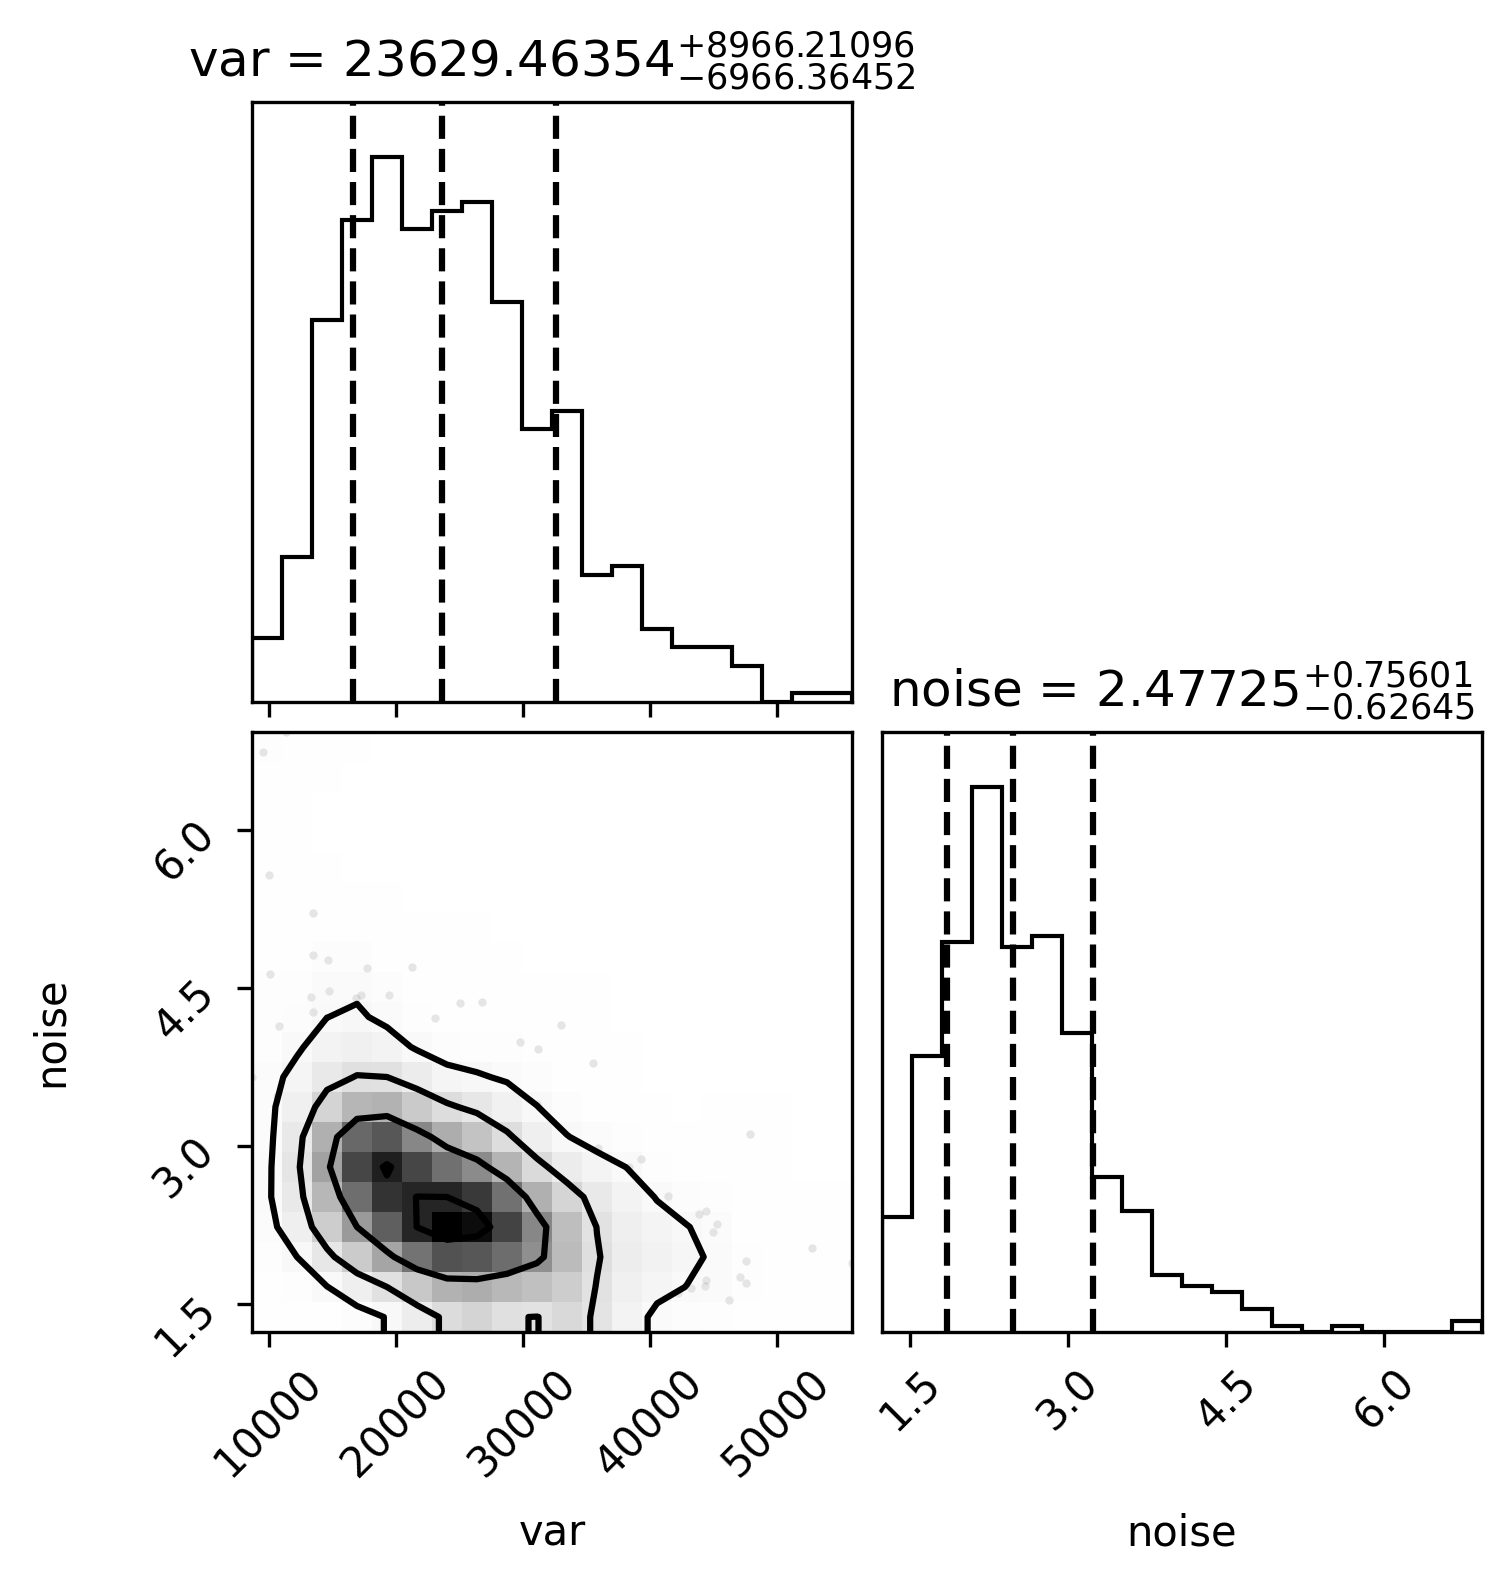 var = 23629.46354+8966.21096−6966.36452
noise = 2.47725+0.75601−0.62645
6.0
4.5
3.0
1.5
noise
10000 20000 30000 40000 50000
1.5 3.0 4.5 6.0
var
noise